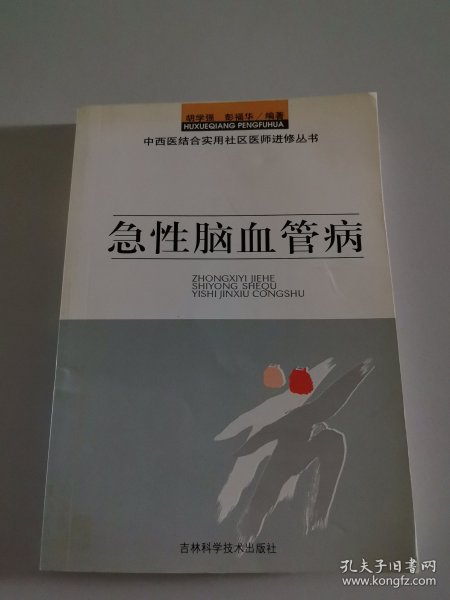 胡学强 彭福华/编著
HUXUEQIANG PENGFUHUA
中西医结合实用社区医师进修丛书
急性脑血管病
ZHONGXIYI JIEHE
SHIYONG SHEQU
YISHI JINXIU CONGSHU
吉林科学技术出版社
孔夫子旧书网
www.kongfz.com